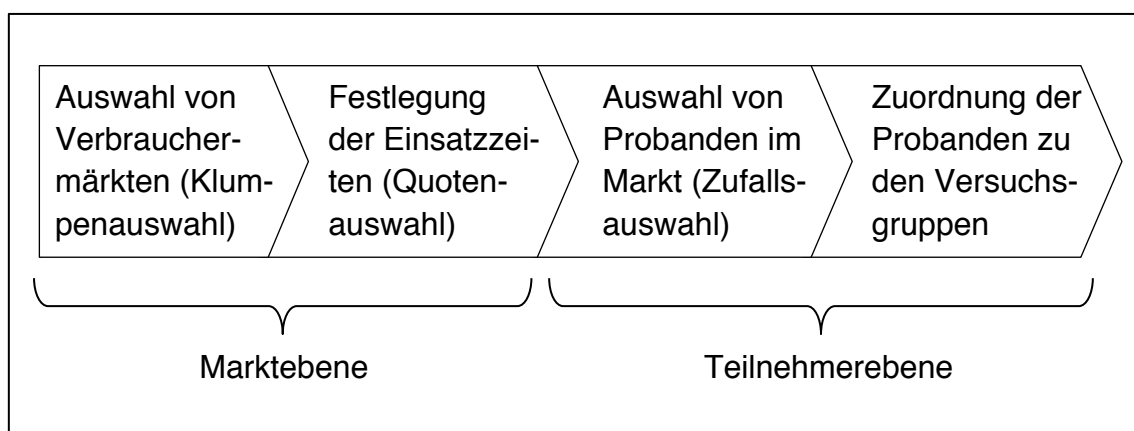 Auswahl von
Verbraucher-
märkten (Klum-
penauswahl)
Festlegung
der Einsatzzei-
ten (Quoten-
auswahl)
Auswahl von
Probanden im
Markt (Zufalls-
auswahl)
Zuordnung der
Probanden zu
den Versuchs-
gruppen
Marktebene
Teilnehmerebene